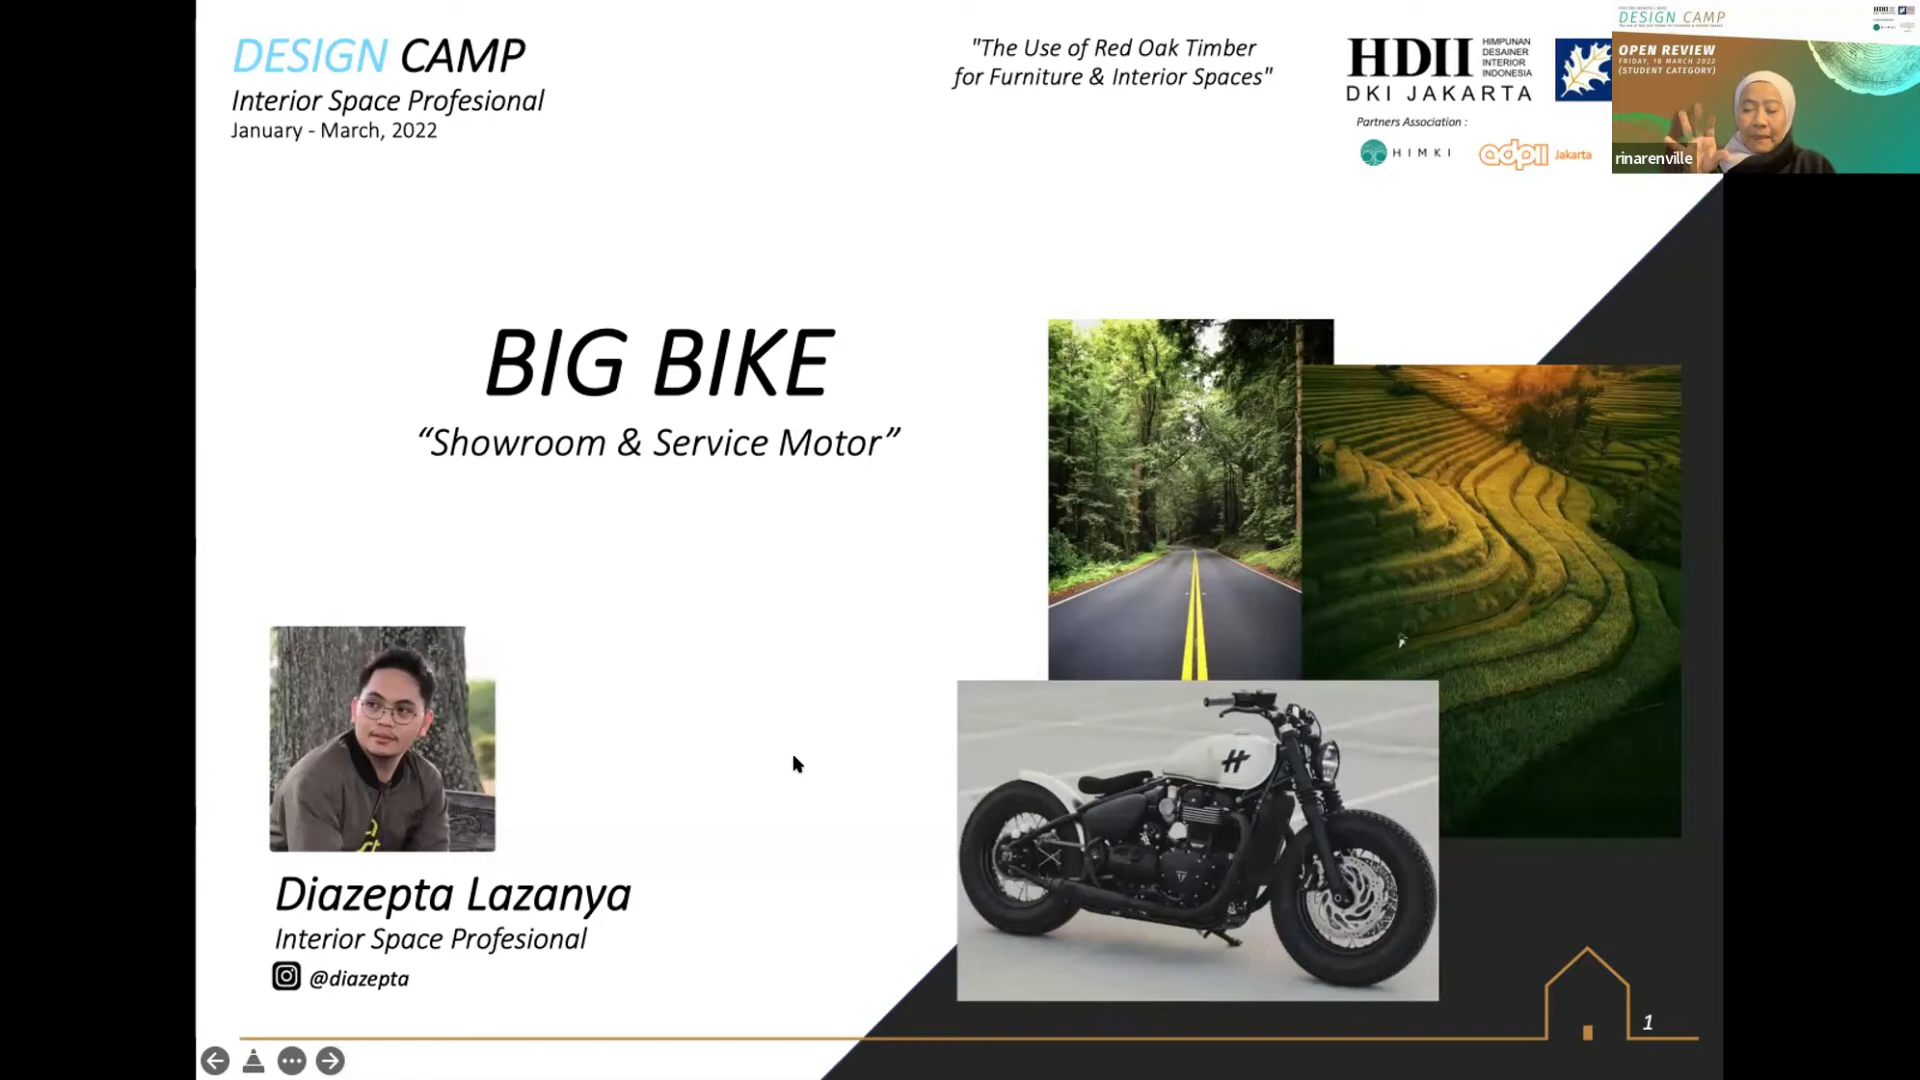 DESIGN CAMP
Interior Space Profesional
January - March, 2022
"The Use of Red Oak Timber
for Furniture & Interior Spaces"
HDII
HIMPUNAN
DESAINER
INTERIOR
INDONESIA
DKI JAKARTA
Partners Association :
HIMKI
adpii Jakarta
DESIGN CAMP
HDII
OPEN REVIEW
FRIDAY, 18 MARCH 2022
(STUDENT CATEGORY)
rinarenville
BIG BIKE
“Showroom & Service Motor”
Diazepta Lazanya
Interior Space Profesional
@diazepta
1